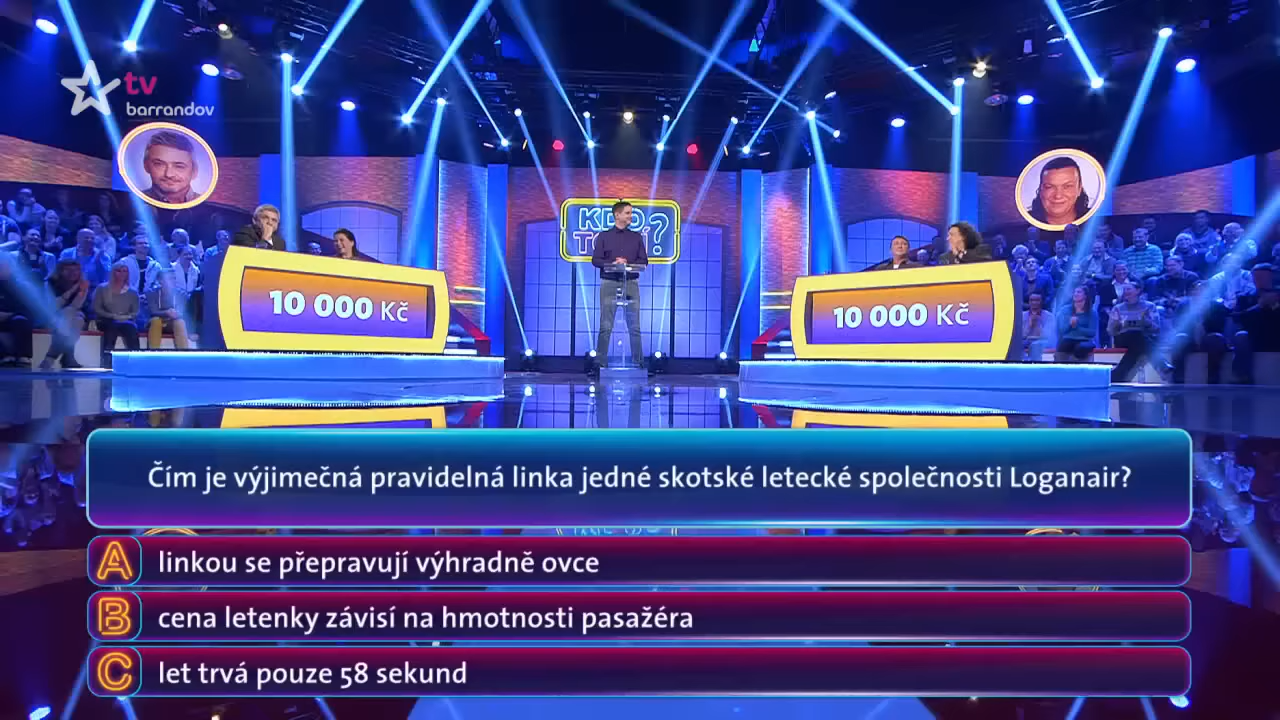 tv
barrandov
KDO
TO VÍ?
10 000 Kč
10 000 Kč
Čím je výjimečná pravidelná linka jedné skotské letecké společnosti Loganair?
A linkou se přepravují výhradně ovce
B cena letenky závisí na hmotnosti pasažéra
C let trvá pouze 58 sekund